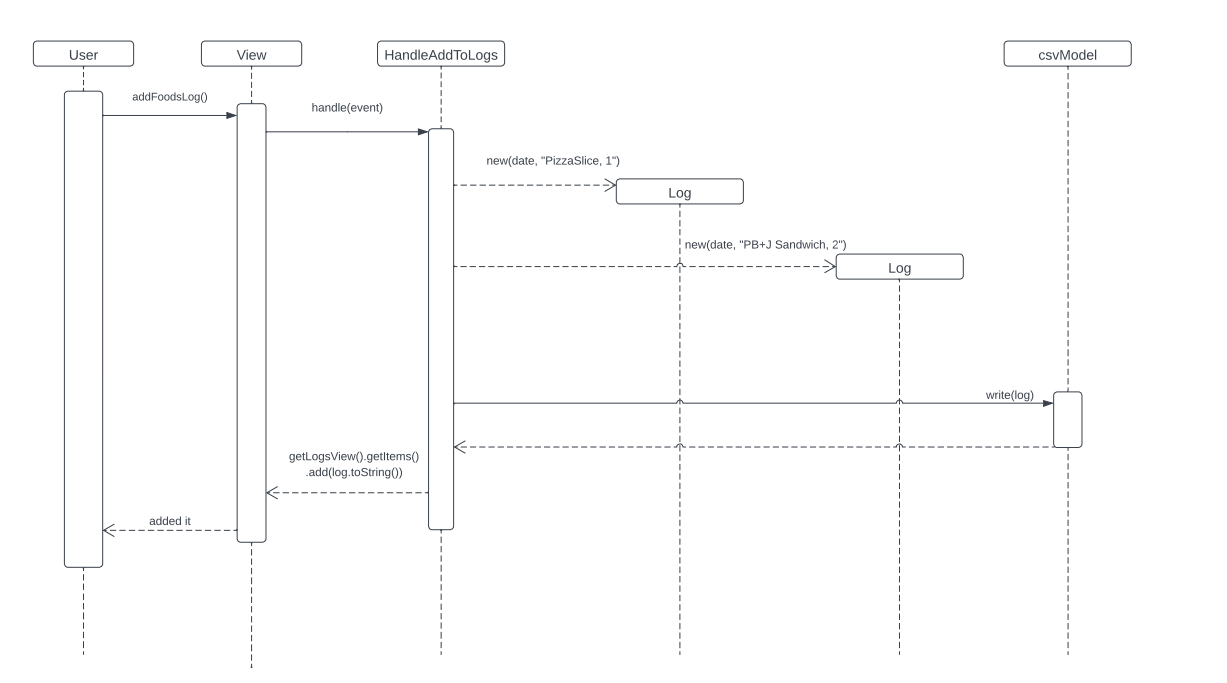 User
View
HandleAddToLogs
csvModel
addFoodsLog()
handle(event)
new(date, "PizzaSlice, 1")
Log
new(date, "PB+J Sandwich, 2")
Log
write(log)
getLogsView().getItems()
.add(log.toString())
added it